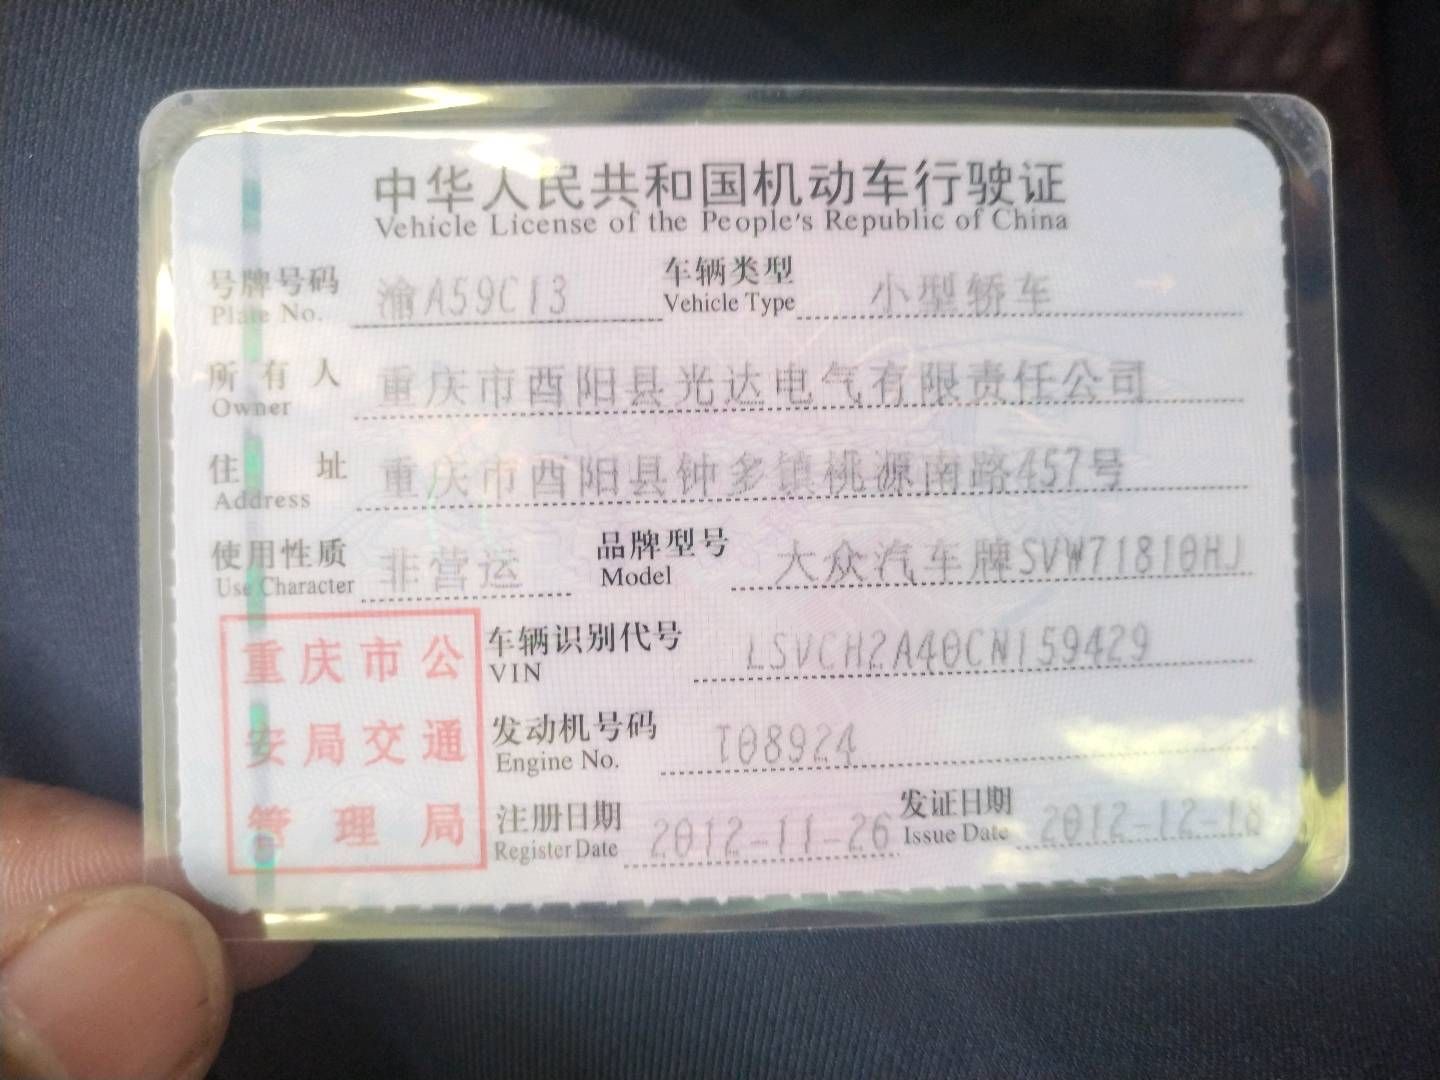 中华人民共和国机动车行驶证
Vehicle License of the People's Republic of China
号牌号码 渝A59C13 车辆类型 小型轿车
Plate No. Vehicle Type
所有人 重庆市酉阳县光达电气有限责任公司
Owner
住址 重庆市酉阳县钟多镇桃源南路457号
Address
使用性质 非营运 品牌型号 大众汽车牌SVW71810HJ
Use Character Model
重庆市公 车辆识别代号 LSVCH2A40CN159429
VIN
安局交通 发动机号码 T08924
Engine No.
管理局 注册日期 2012-11-26 发证日期 2012-12-18
Register Date Issue Date